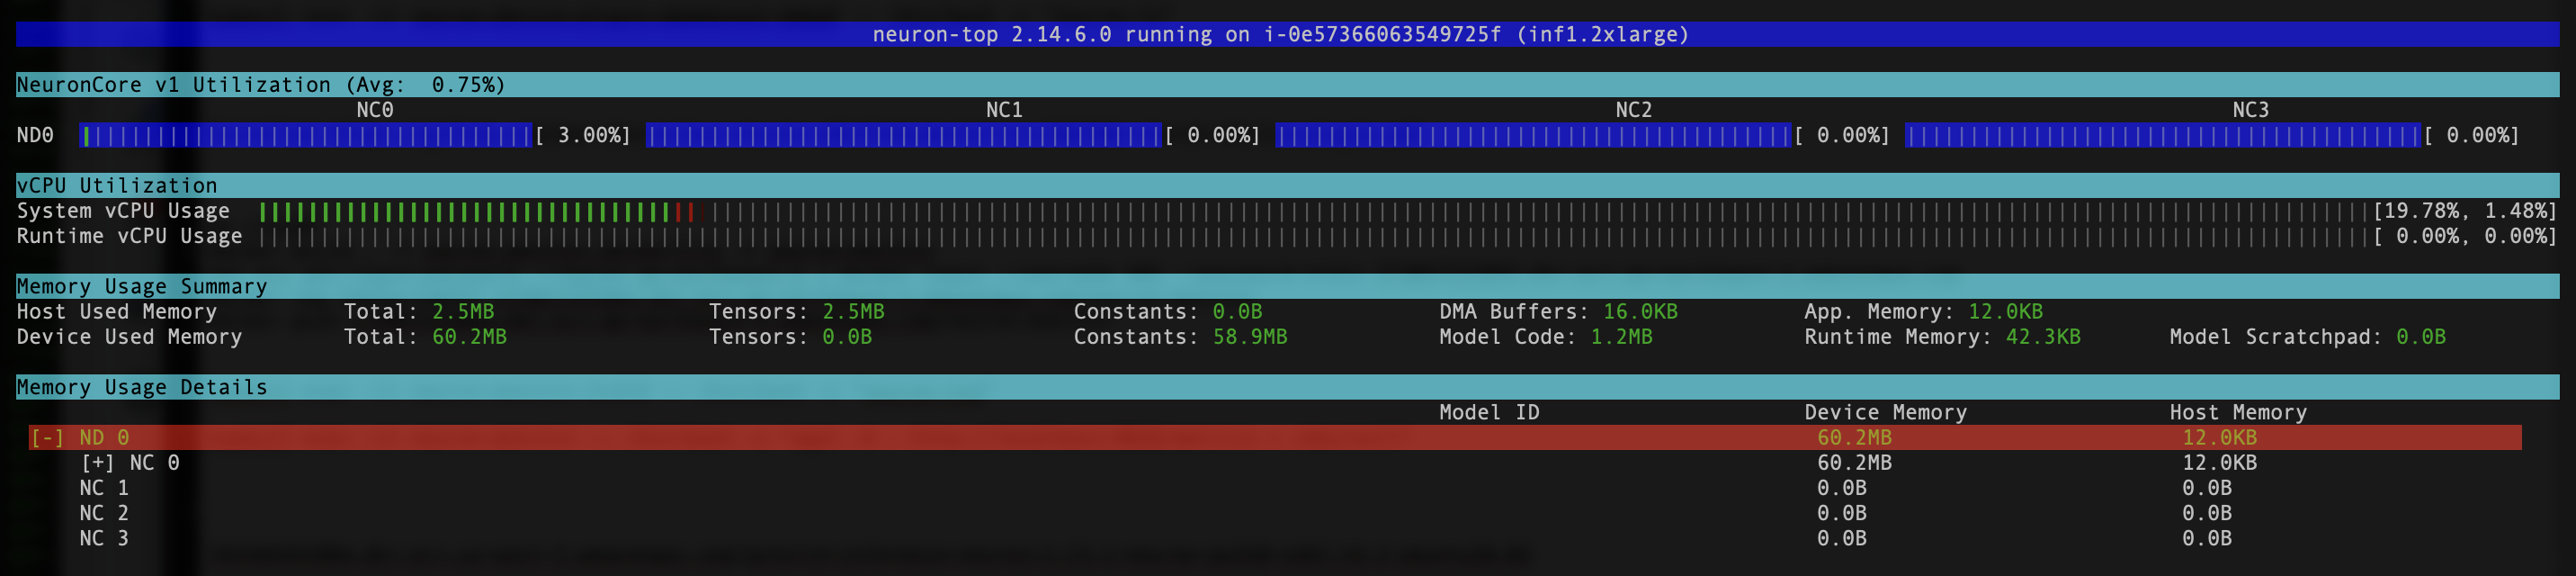 neuron-top 2.14.6.0 running on i-0e57366063549725f (inf1.2xlarge)
NeuronCore v1 Utilization (Avg:  0.75%)
NC0 NC1 NC2 NC3
ND0 [ 3.00%] [ 0.00%] [ 0.00%] [ 0.00%]
vCPU Utilization
System vCPU Usage [19.78%, 1.48%]
Runtime vCPU Usage [ 0.00%, 0.00%]
Memory Usage Summary
Host Used Memory Total: 2.5MB Tensors: 2.5MB Constants: 0.0B DMA Buffers: 16.0KB App. Memory: 12.0KB
Device Used Memory Total: 60.2MB Tensors: 0.0B Constants: 58.9MB Model Code: 1.2MB Runtime Memory: 42.3KB Model Scratchpad: 0.0B
Memory Usage Details
Model ID Device Memory Host Memory
[-] ND 0 60.2MB 12.0KB
[+] NC 0 60.2MB 12.0KB
NC 1 0.0B 0.0B
NC 2 0.0B 0.0B
NC 3 0.0B 0.0B